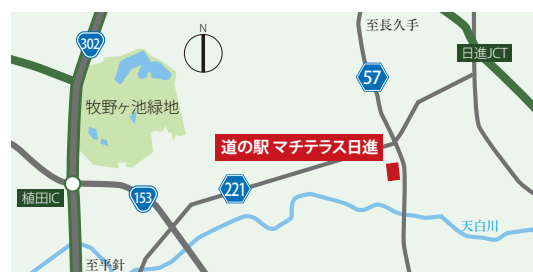 至長久手
N
302
日進JCT
57
牧野ヶ池緑地
道の駅 マチテラス日進
221
植田IC
153
天白川
至平針